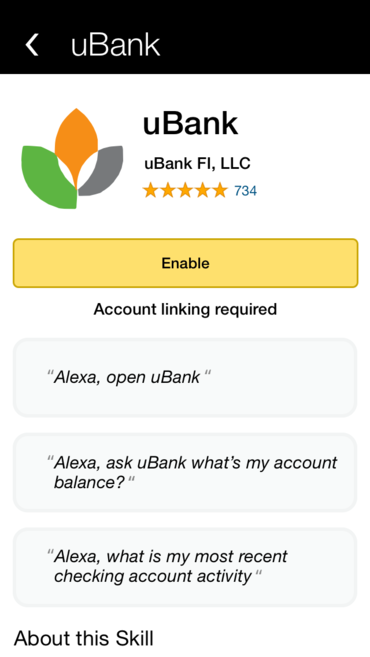 uBank
uBank
uBank FI, LLC
734
Enable
Account linking required
“Alexa, open uBank “
“Alexa, ask uBank what’s my account
balance? “
“Alexa, what is my most recent
checking account activity “
About this Skill